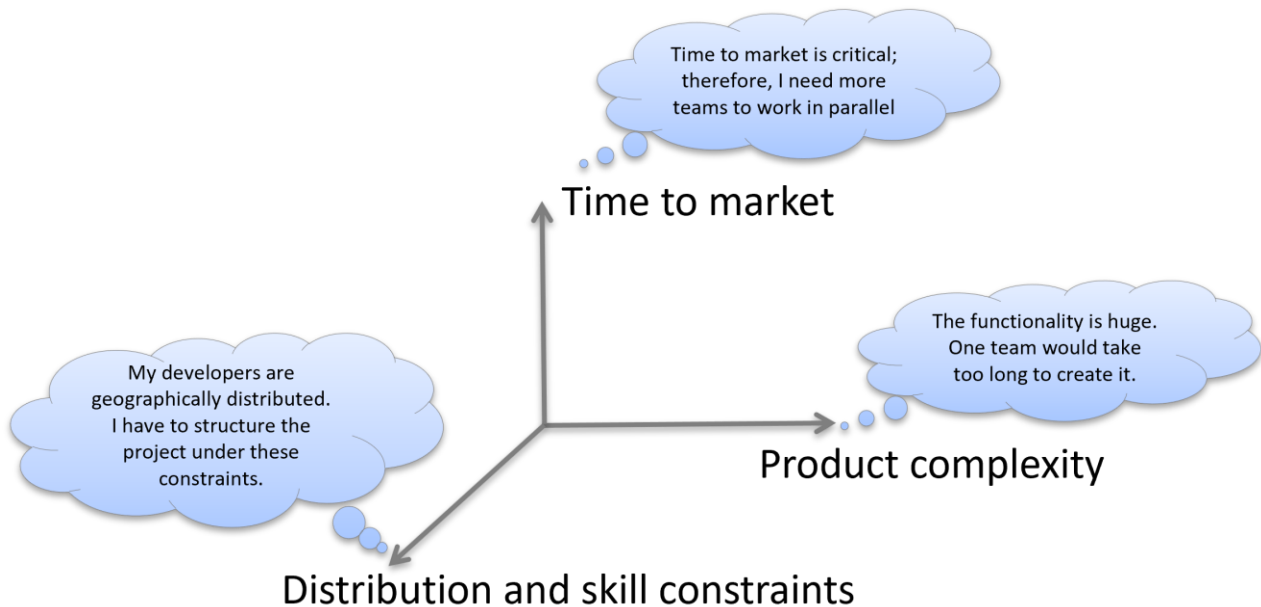 Time to market is critical;
therefore, I need more
teams to work in parallel
Time to market
The functionality is huge.
One team would take
too long to create it.
Product complexity
My developers are
geographically distributed.
I have to structure the
project under these
constraints.
Distribution and skill constraints